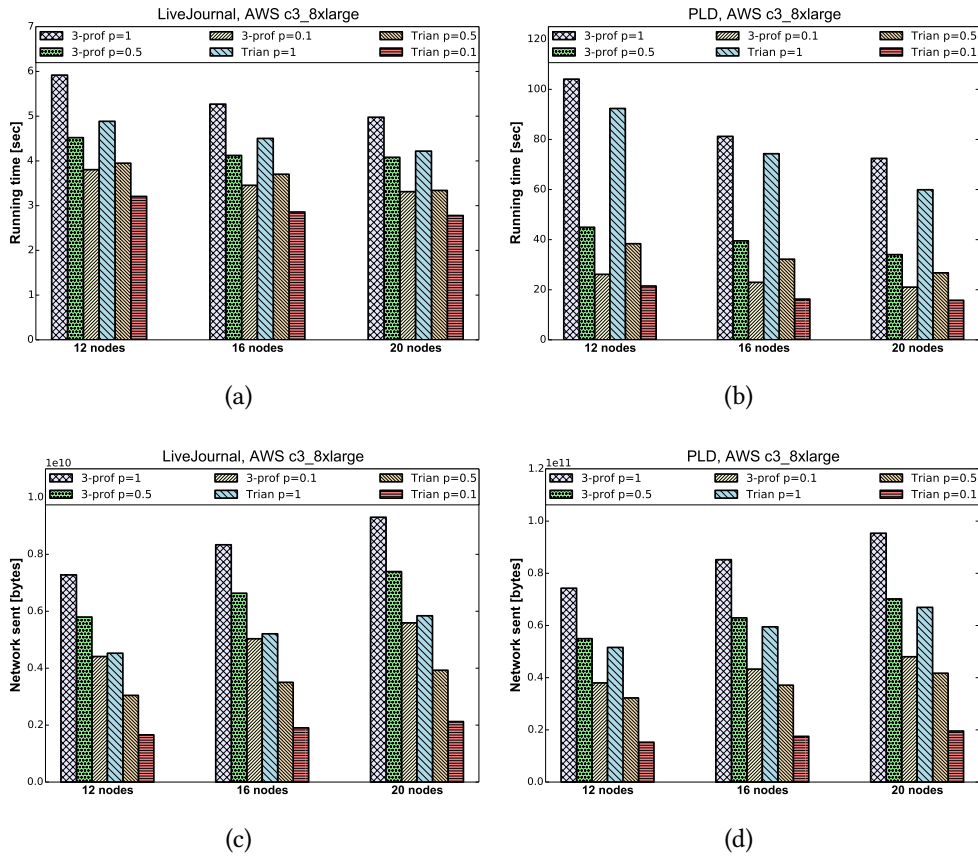 LiveJournal, AWS c3_8xlarge
7
3-prof p=1 3-prof p=0.1 Trian p=0.5
3-prof p=0.5 Trian p=1 Trian p=0.1
6
5
4
3
2
1
0
Running time [sec]
12 nodes 16 nodes 20 nodes
(a)
PLD, AWS c3_8xlarge
3-prof p=1 3-prof p=0.1 Trian p=0.5
3-prof p=0.5 Trian p=1 Trian p=0.1
120
100
80
60
40
20
0
Running time [sec]
12 nodes 16 nodes 20 nodes
(b)
LiveJournal, AWS c3_8xlarge
1e10
3-prof p=1 3-prof p=0.1 Trian p=0.5
3-prof p=0.5 Trian p=1 Trian p=0.1
1.0
0.8
0.6
0.4
0.2
0.0
Network sent [bytes]
12 nodes 16 nodes 20 nodes
(c)
PLD, AWS c3_8xlarge
1e11
1.2
3-prof p=1 3-prof p=0.1 Trian p=0.5
3-prof p=0.5 Trian p=1 Trian p=0.1
1.0
0.8
0.6
0.4
0.2
0.0
Network sent [bytes]
12 nodes 16 nodes 20 nodes
(d)